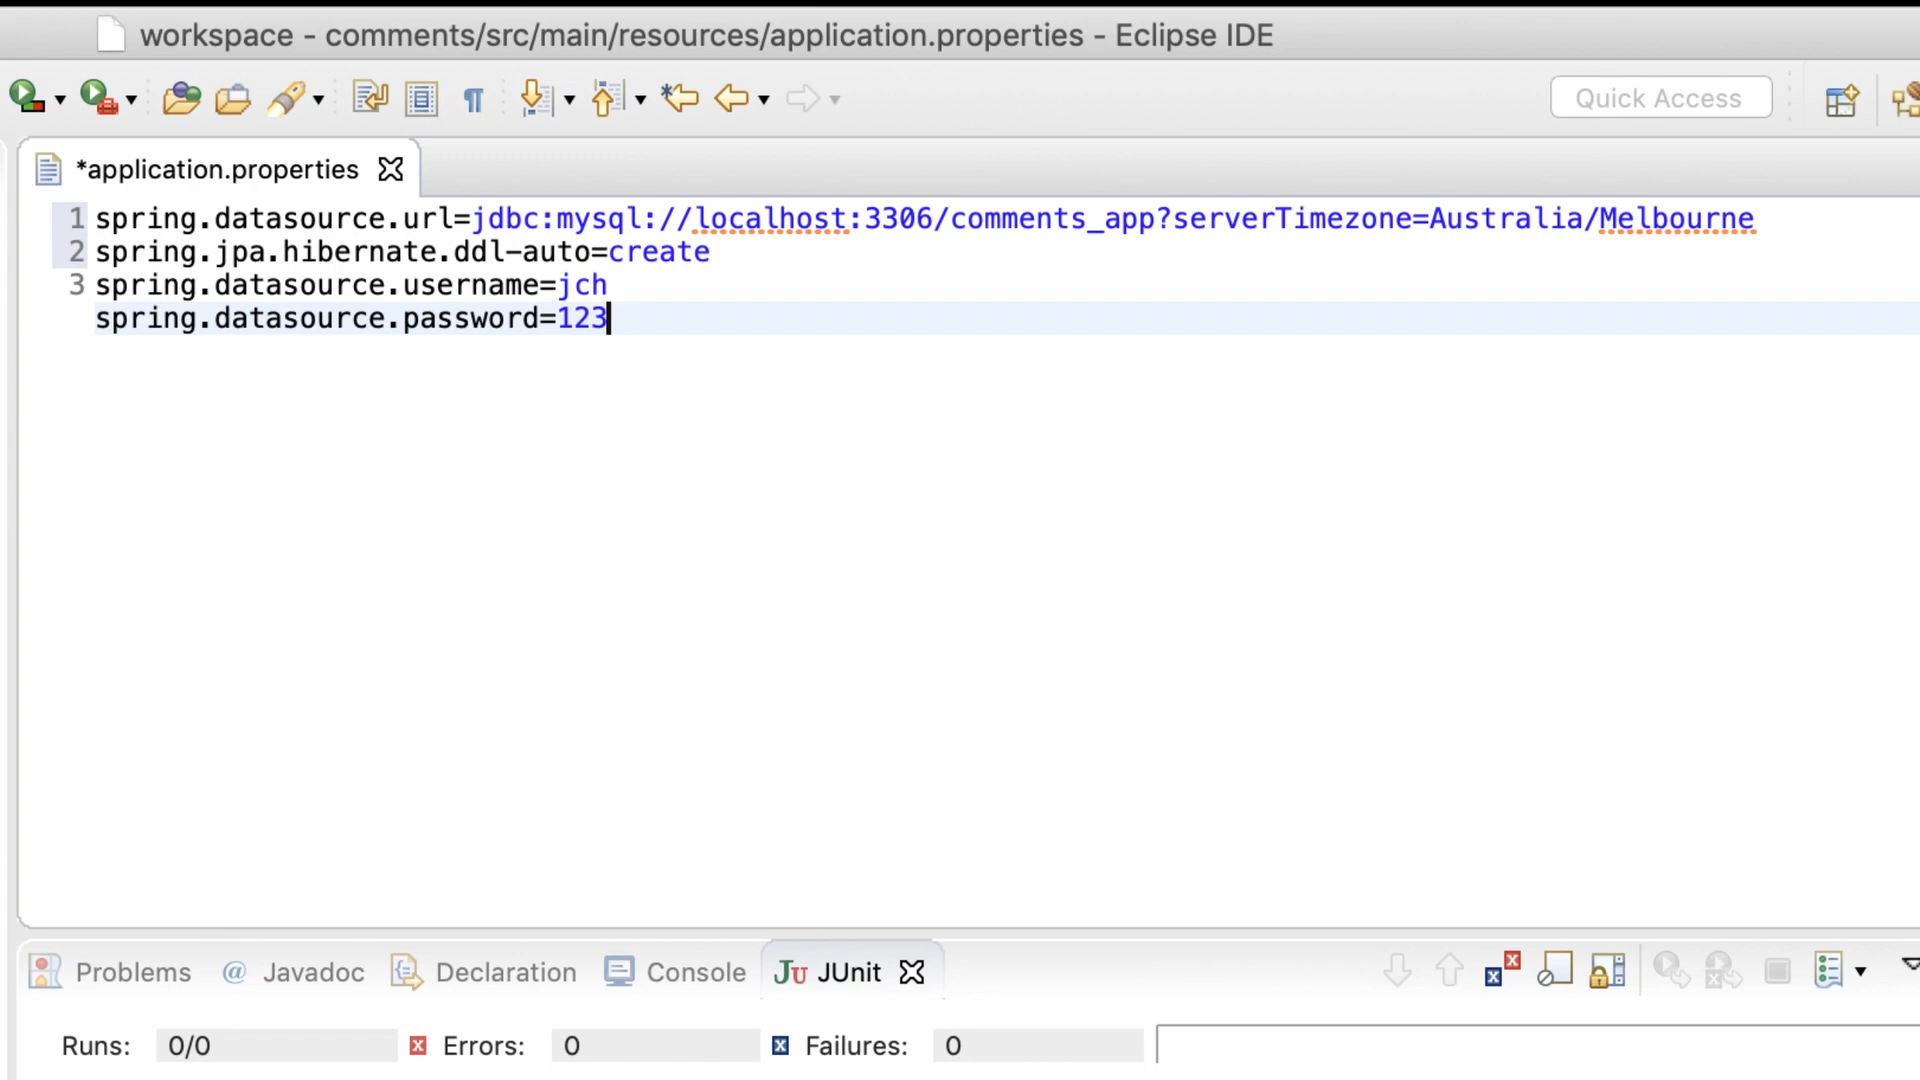 workspace - comments/src/main/resources/application.properties - Eclipse IDE
Quick Access
*application.properties
1 spring.datasource.url=jdbc:mysql://localhost:3306/comments_app?serverTimezone=Australia/Melbourne
2 spring.jpa.hibernate.ddl-auto=create
3 spring.datasource.username=jch
spring.datasource.password=123
Problems @ Javadoc Declaration Console JU JUnit
Runs: 0/0 Errors: 0 Failures: 0